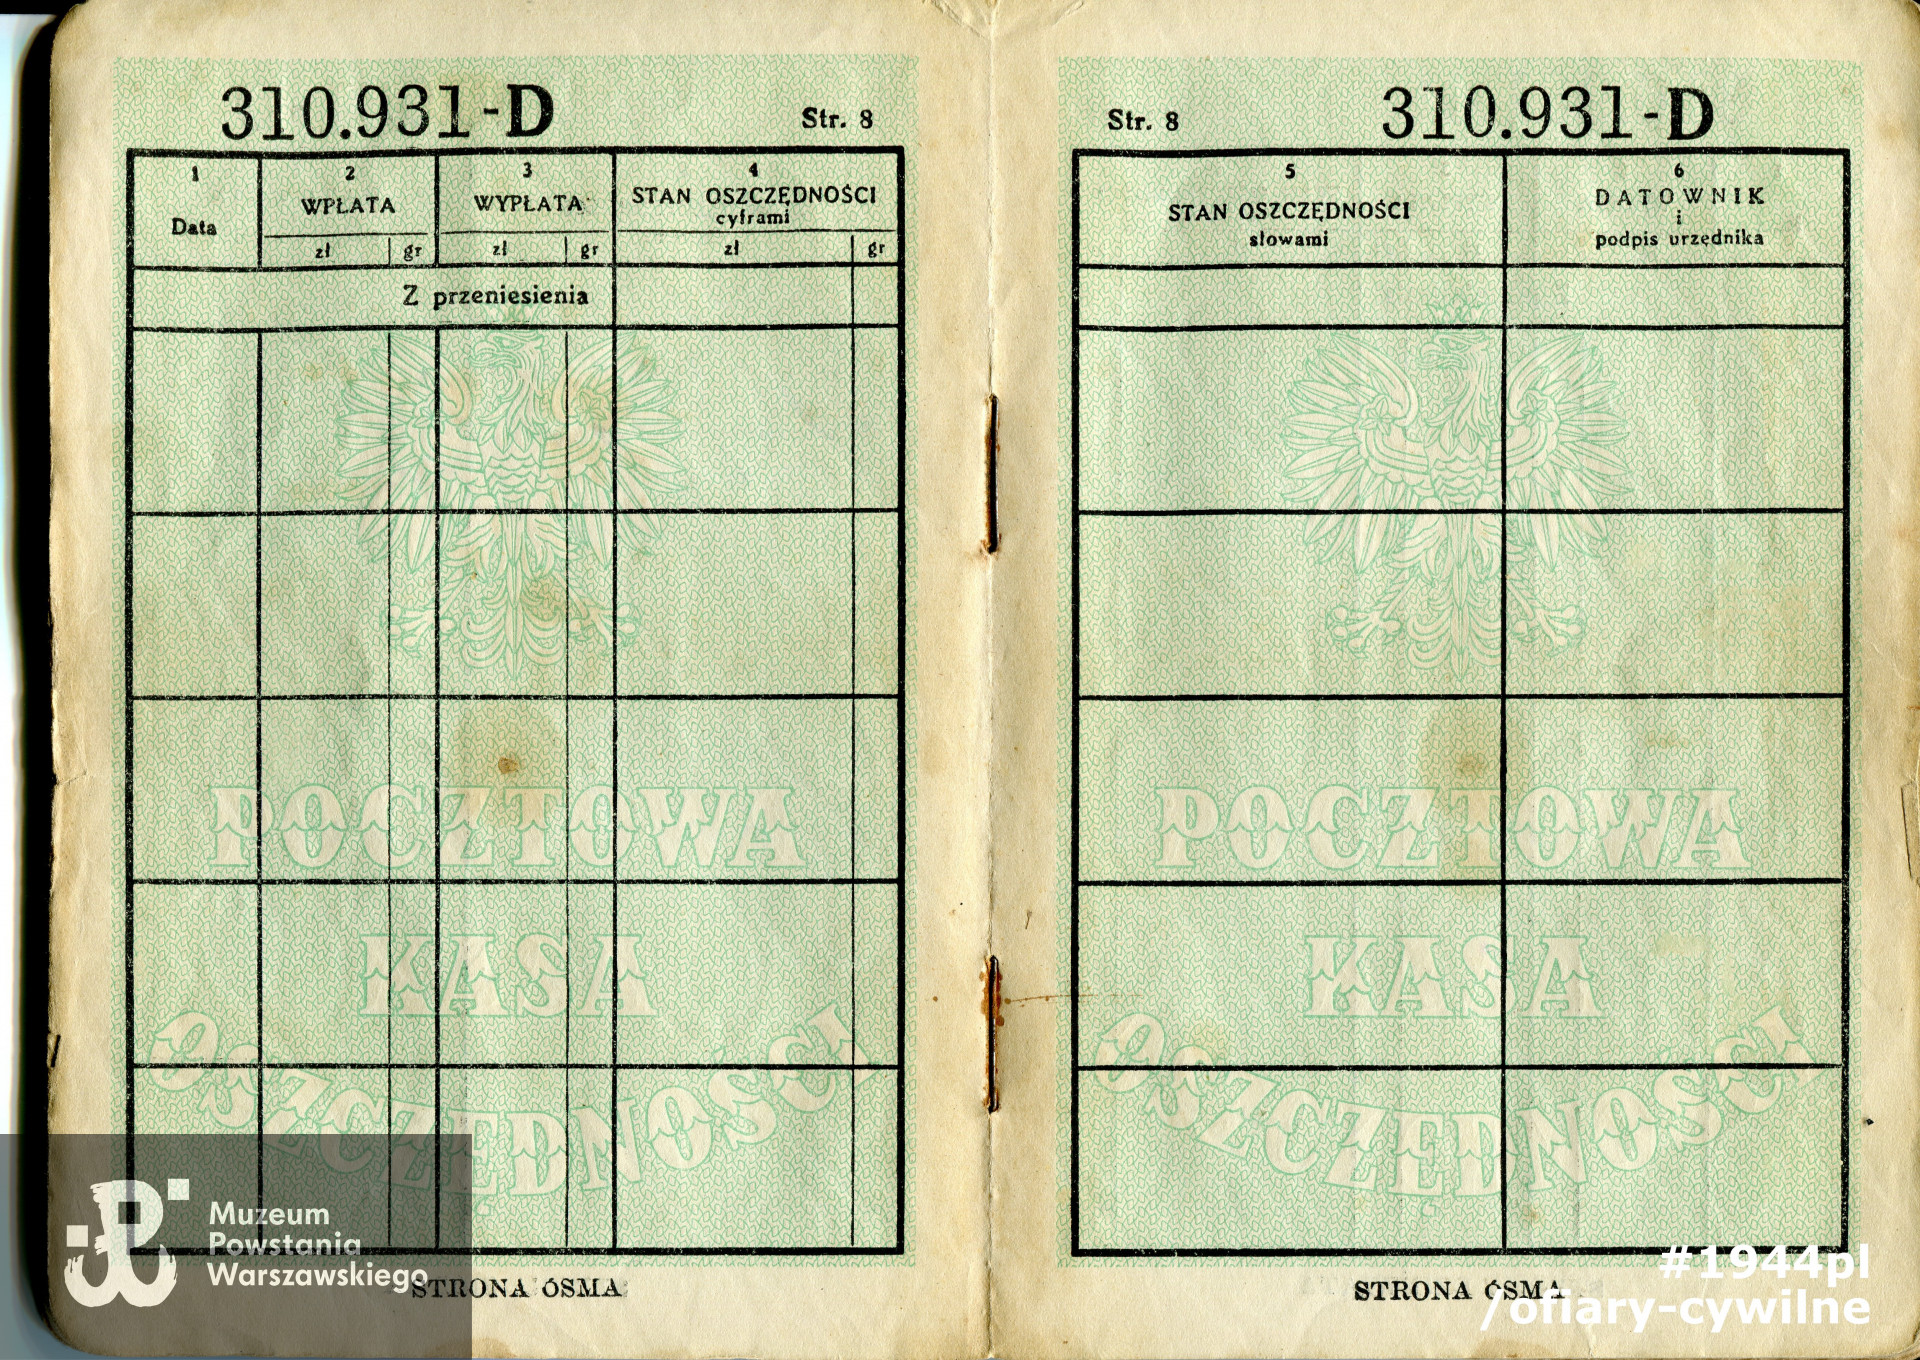 310.931-D
Str. 8
1
Data
2
WPŁATA
zł gr
3
WYPŁATA
zł gr
4
STAN OSZCZĘDNOŚCI
cyframi
zł gr
Z przeniesienia
POCZTOWA
KASA
OSZCZĘDNOŚCI
STRONA ÓSMA
Str. 8
310.931-D
5
STAN OSZCZĘDNOŚCI
słowami
6
DATOWNIK
i
podpis urzędnika
POCZTOWA
KASA
OSZCZĘDNOŚCI
STRONA ÓSMA
Muzeum
Powstania
Warszawskiego
#1944pl
/ofiary-cywilne